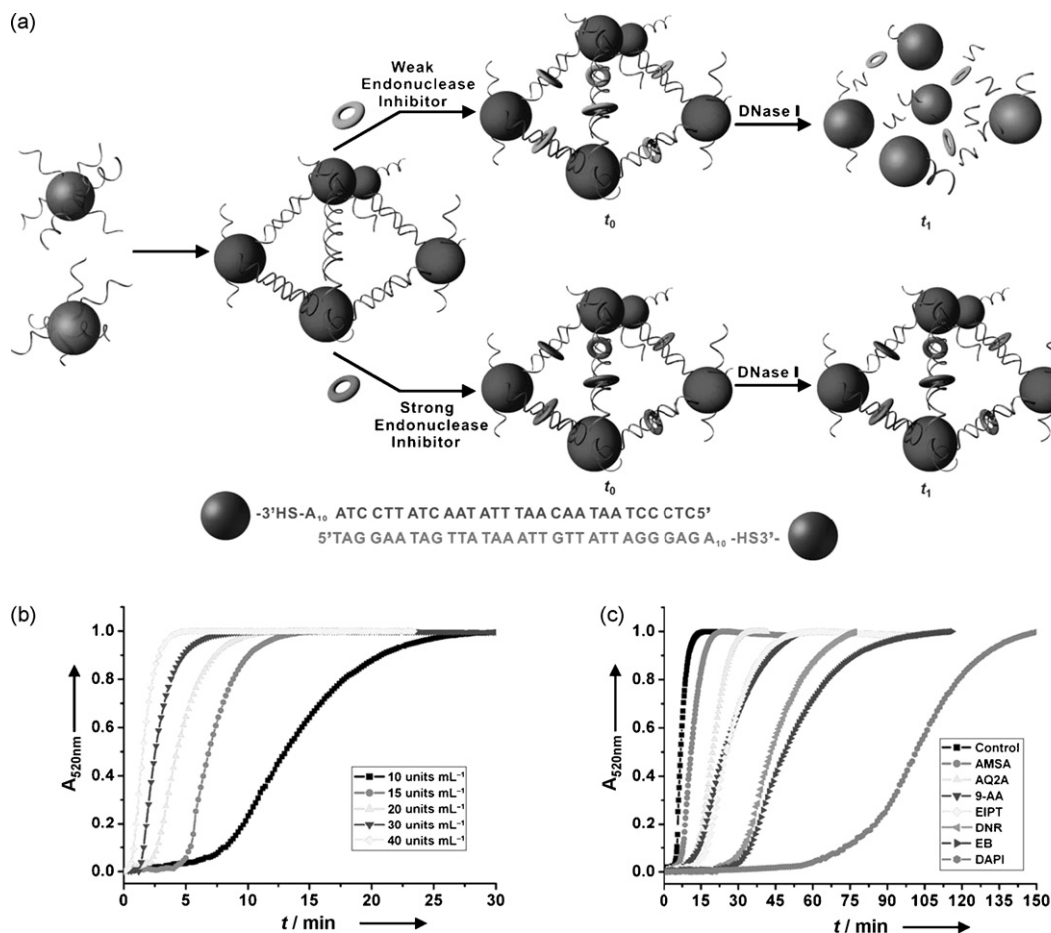 (a)
Weak
Endonuclease
Inhibitor
DNase I
t0
t1
Strong
Endonuclease
Inhibitor
DNase I
t0
t1
-3'HS-A10 ATC CTT ATC AAT ATT TAA CAA TAA TCC CTC5'
5'TAG GAA TAG TTA TAA ATT GTT ATT AGG GAG A10 -HS3'-
(b)
A520nm
1.0
0.8
0.6
0.4
0.2
0.0
10 units mL⁻¹
15 units mL⁻¹
20 units mL⁻¹
30 units mL⁻¹
40 units mL⁻¹
0 5 10 15 20 25 30
t / min
(c)
A520nm
1.0
0.8
0.6
0.4
0.2
0.0
Control
AMSA
AQ2A
9-AA
EIPT
DNR
EB
DAPI
0 15 30 45 60 75 90 105 120 135 150
t / min